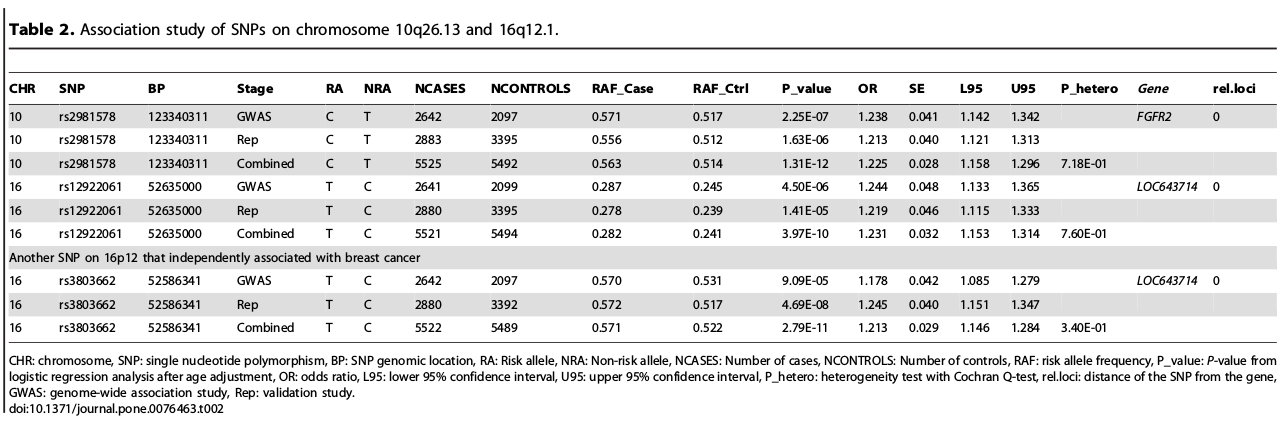 Table 2. Association study of SNPs on chromosome 10q26.13 and 16q12.1.
CHR SNP BP Stage RA NRA NCASES NCONTROLS RAF_Case RAF_Ctrl P_value OR SE L95 U95 P_hetero Gene rel.loci
10 rs2981578 123340311 GWAS C T 2642 2097 0.571 0.517 2.25E-07 1.238 0.041 1.142 1.342 FGFR2 0
10 rs2981578 123340311 Rep C T 2883 3395 0.556 0.512 1.63E-06 1.213 0.040 1.121 1.313
10 rs2981578 123340311 Combined C T 5525 5492 0.563 0.514 1.31E-12 1.225 0.028 1.158 1.296 7.18E-01
16 rs12922061 52635000 GWAS T C 2641 2099 0.287 0.245 4.50E-06 1.244 0.048 1.133 1.365 LOC643714 0
16 rs12922061 52635000 Rep T C 2880 3395 0.278 0.239 1.41E-05 1.219 0.046 1.115 1.333
16 rs12922061 52635000 Combined T C 5521 5494 0.282 0.241 3.97E-10 1.231 0.032 1.153 1.314 7.60E-01
Another SNP on 16p12 that independently associated with breast cancer
16 rs3803662 52586341 GWAS T C 2642 2097 0.570 0.531 9.09E-05 1.178 0.042 1.085 1.279 LOC643714 0
16 rs3803662 52586341 Rep T C 2880 3392 0.572 0.517 4.69E-08 1.245 0.040 1.151 1.347
16 rs3803662 52586341 Combined T C 5522 5489 0.571 0.522 2.79E-11 1.213 0.029 1.146 1.284 3.40E-01
CHR: chromosome, SNP: single nucleotide polymorphism, BP: SNP genomic location, RA: Risk allele, NRA: Non-risk allele, NCASES: Number of cases, NCONTROLS: Number of controls, RAF: risk allele frequency, P_value: P-value from
logistic regression analysis after age adjustment, OR: odds ratio, L95: lower 95% confidence interval, U95: upper 95% confidence interval, P_hetero: heterogeneity test with Cochran Q-test, rel.loci: distance of the SNP from the gene,
GWAS: genome-wide association study, Rep: validation study.
doi:10.1371/journal.pone.0076463.t002